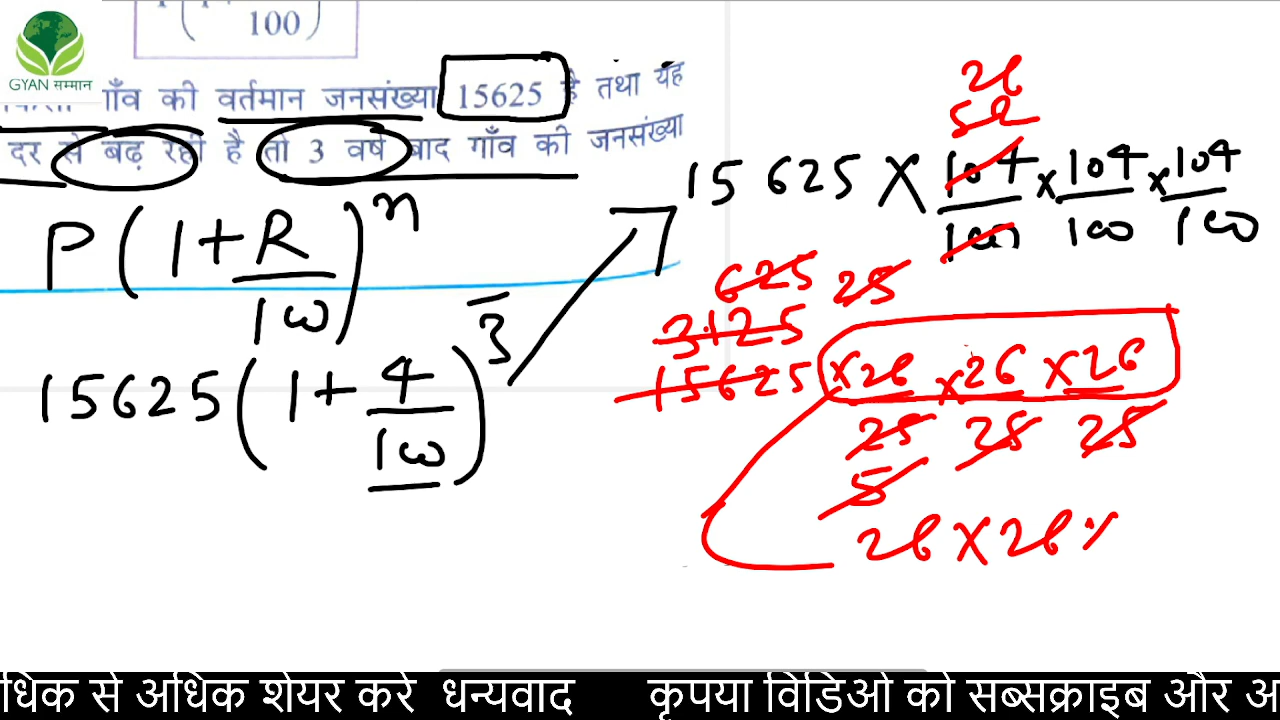 100
GYAN सम्मान
गाँव की वर्तमान जनसंख्या 15625 है तथा यह
दर से बढ़ रही है तो 3 वर्ष बाद गाँव की जनसंख्या
P(1+R/100)^n
15625(1+4/100)^3
26
52
15625×104/100×104/100×104/100
625 25
3125
15625×26/25×26/25×26/25
5
26×26×
धिक से अधिक शेयर करे धन्यवाद कृपया विडिओ को सब्सक्राइब और अ